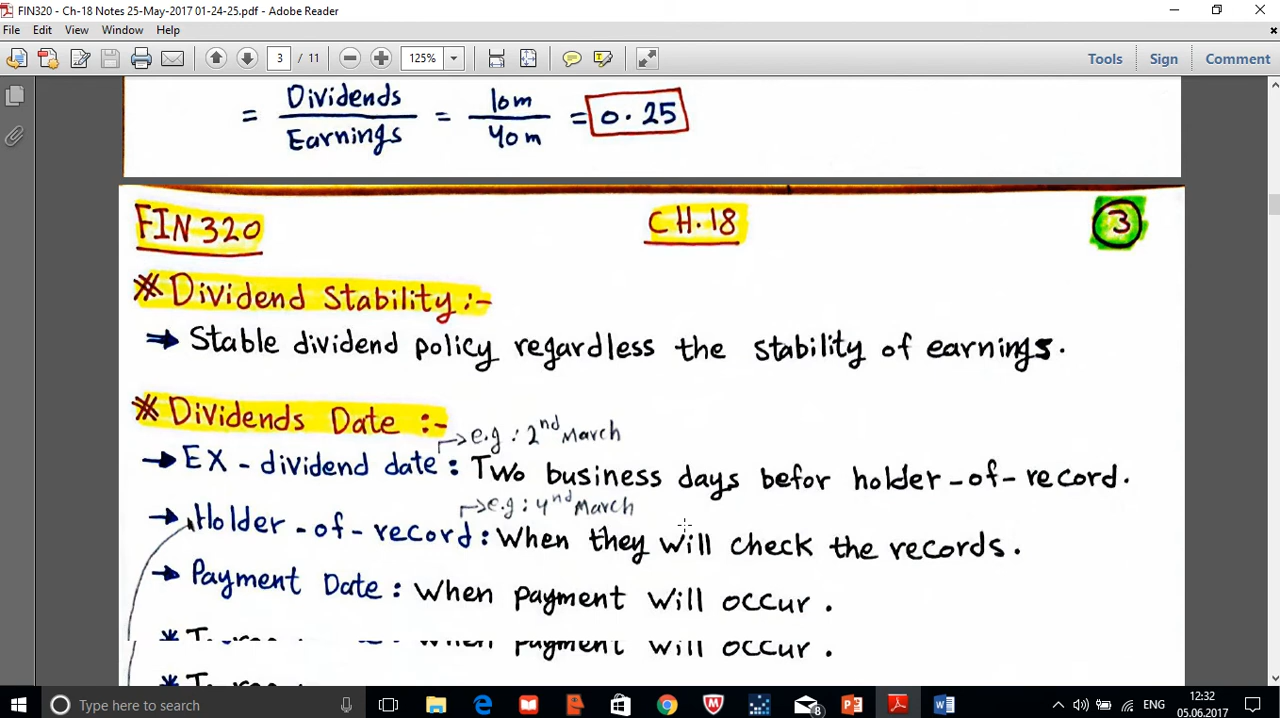 FIN320 - Ch-18 Notes 25-May-2017 01-24-25.pdf - Adobe Reader
File Edit View Window Help
3 / 11 125% Tools Sign Comment
= Dividends / Earnings = 10m / 40m = 0.25
FIN320 CH.18 3
* Dividend Stability :-
→ Stable dividend policy regardless the stability of earnings.
* Dividends Date :-
→ e.g : 2nd March
→ EX - dividend date : Two business days befor holder-of-record.
→ e.g : 4nd March
→ Holder-of-record : When they will check the records.
→ Payment Date : When payment will occur.
When payment will occur.
Type here to search 8 ENG 12:32
05.06.2017